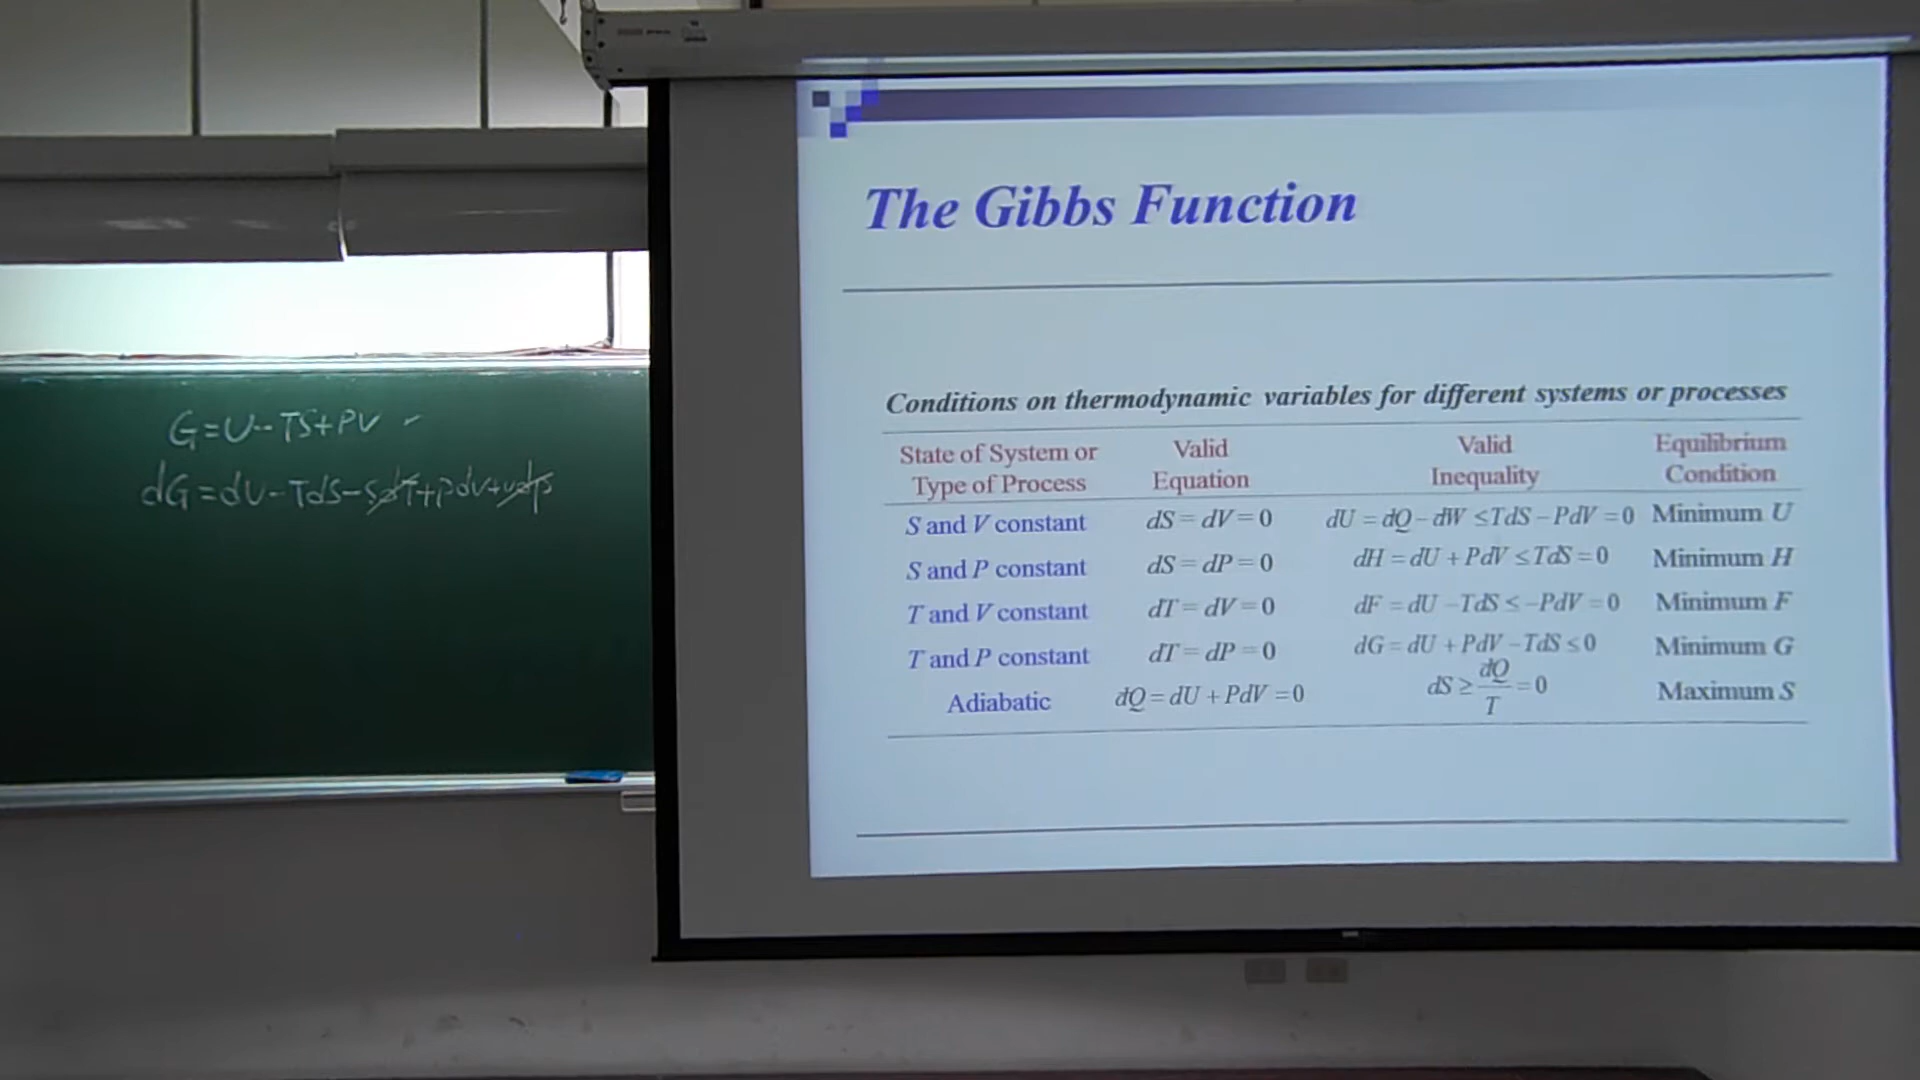 G=U-TS+PV
dG=dU-TdS-SdT+PdV+VdP
The Gibbs Function
Conditions on thermodynamic variables for different systems or processes
State of System or Type of Process Valid Equation Valid Inequality Equilibrium Condition
S and V constant dS = dV = 0 dU = đQ – đW ≤ TdS – PdV = 0 Minimum U
S and P constant dS = dP = 0 dH = dU + PdV ≤ TdS = 0 Minimum H
T and V constant dT = dV = 0 dF = dU – TdS ≤ –PdV = 0 Minimum F
T and P constant dT = dP = 0 dG = dU + PdV – TdS ≤ 0 Minimum G
Adiabatic đQ = dU + PdV = 0 dS ≥ đQ/T = 0 Maximum S